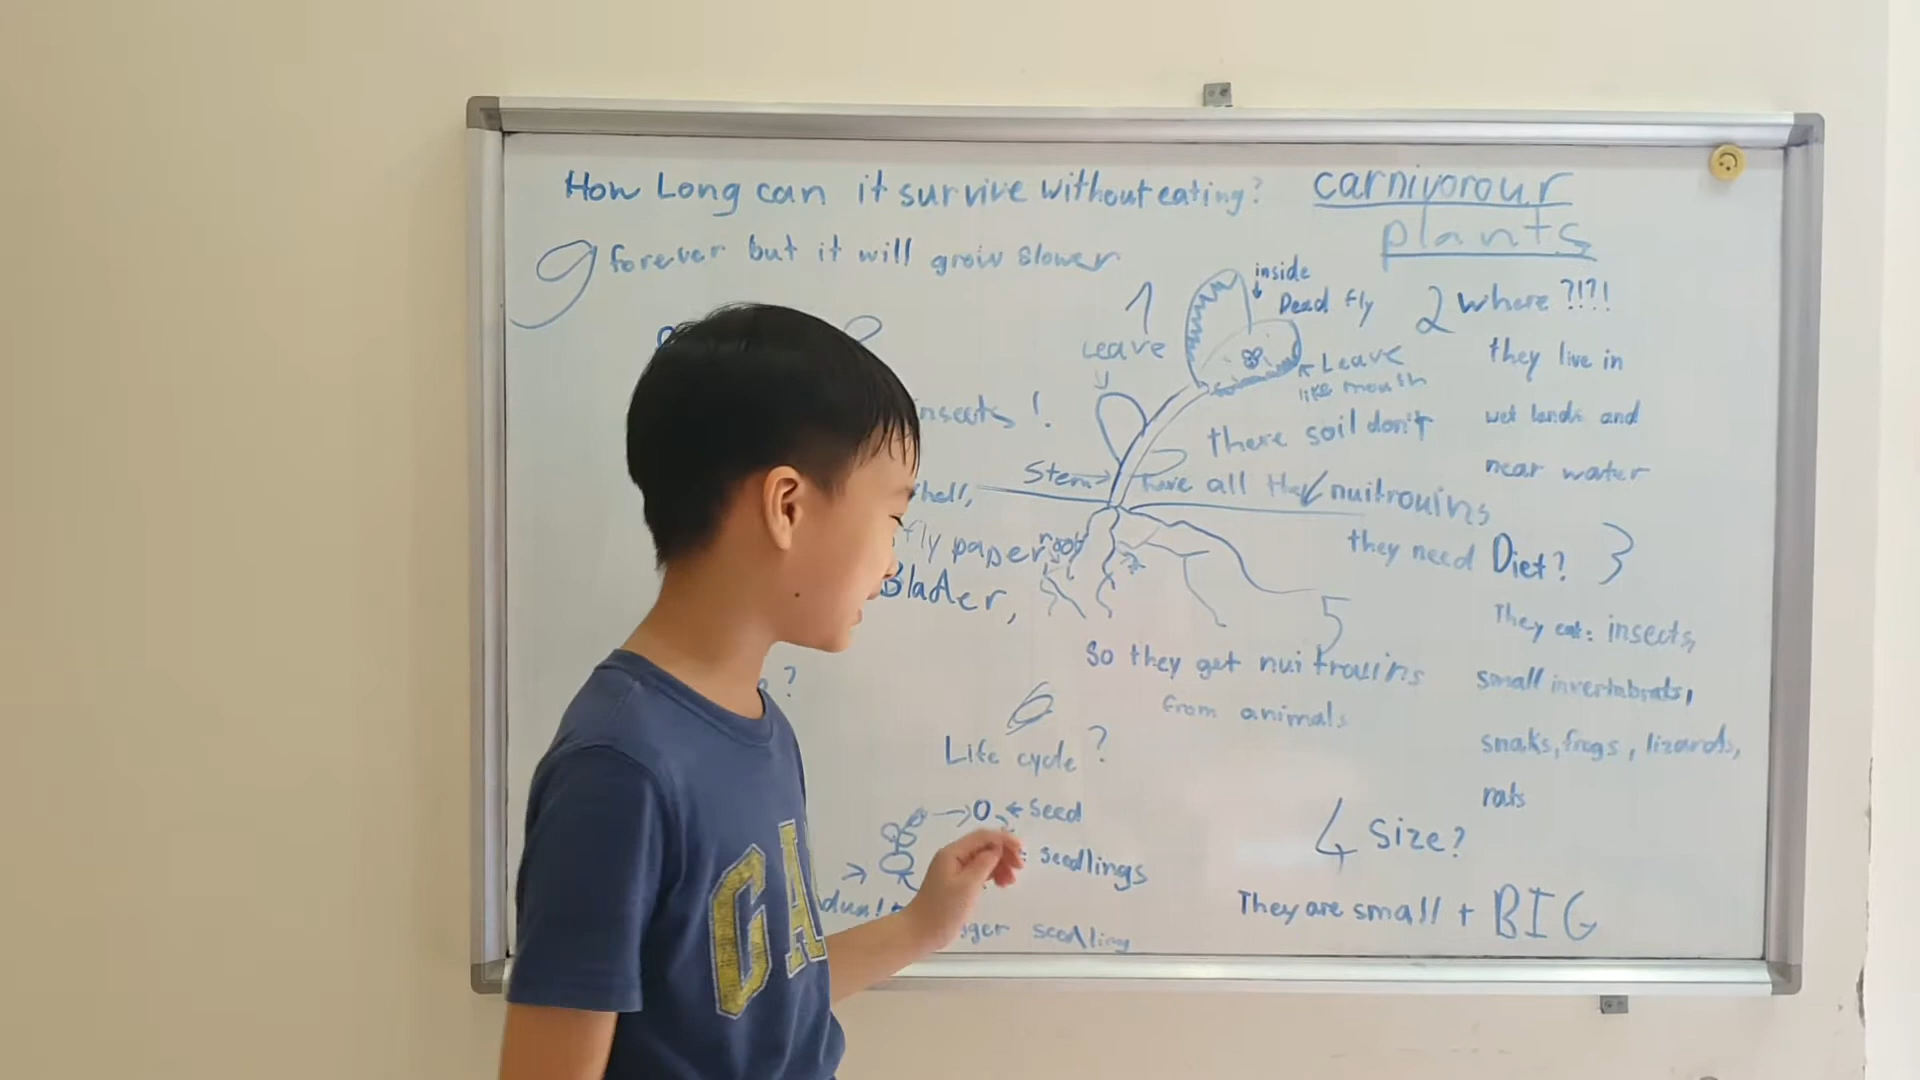 How Long can it survive without eating?
carnivorour
plants
9 forever but it will grow slower
1
inside
Dead fly
Leave
Leave
like mouth
2 where ?!?!
they live in
wet lands and
near water
insects!
there soil don't
Stem
have all the nuitrouins
they need
fly paper
root
Blader,
Diet? 3
They eat: insects,
small invertabrats,
snaks, frogs, lizards,
rats
5
So they get nuitrouins
from animals
6
Life cycle?
seed
seedlings
seedling
4 Size?
They are small + BIG
GA